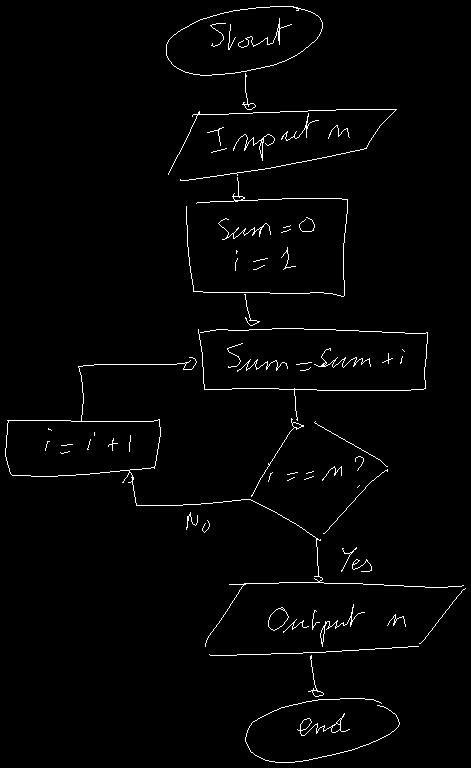 Start
Input n
Sum = 0
i = 1
Sum = Sum + i
i = i + 1
i == n?
No
Yes
Output n
end